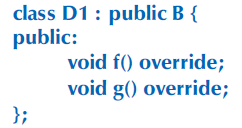 class D1 : public B {
public:
void f() override;
void g() override;
};